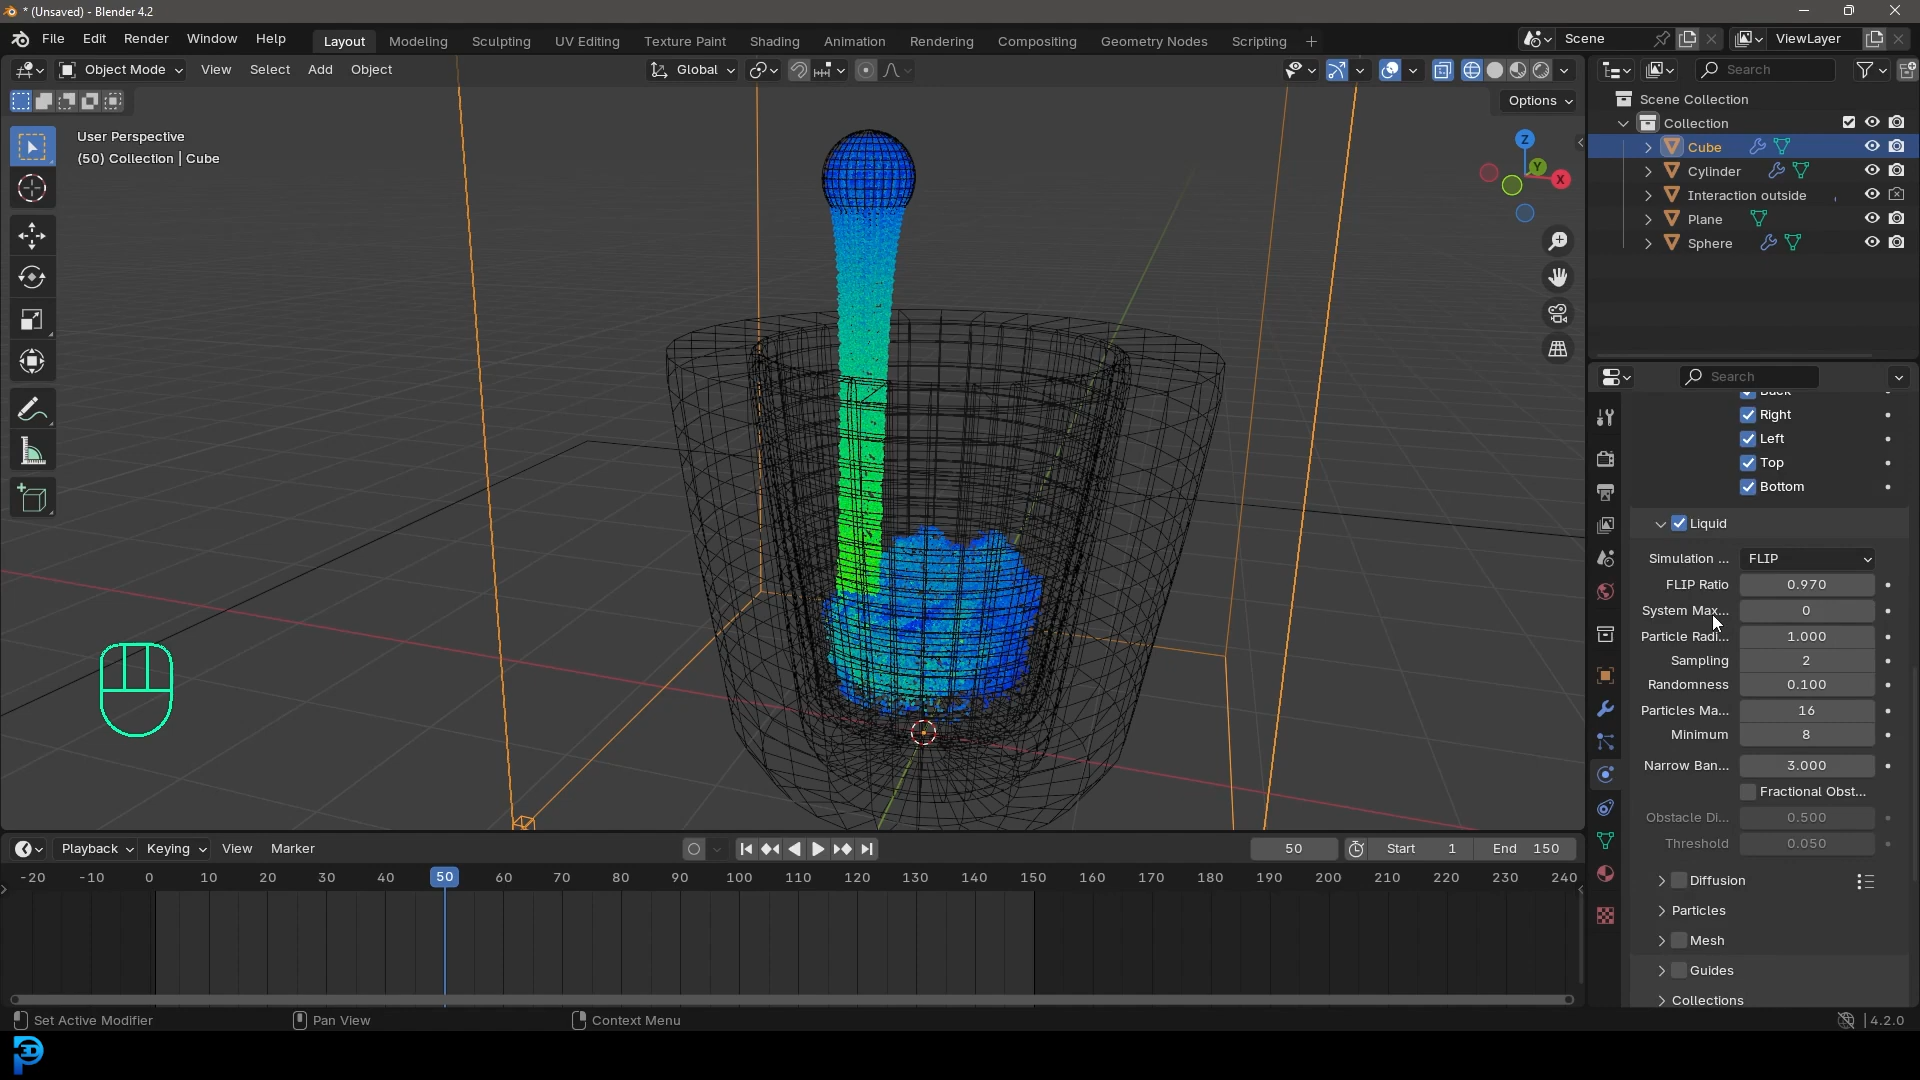 * (Unsaved) - Blender 4.2
File Edit Render Window Help
Layout Modeling Sculpting UV Editing Texture Paint Shading Animation Rendering Compositing Geometry Nodes Scripting +
Scene
ViewLayer
Object Mode View Select Add Object
Global
Search
Options
User Perspective
(50) Collection | Cube
Z
Y
X
Scene Collection
Collection
Cube
Cylinder
Interaction outside
Plane
Sphere
Search
Back
Right
Left
Top
Bottom
Liquid
Simulation ... FLIP
FLIP Ratio 0.970
System Max... 0
Particle Radi... 1.000
Sampling 2
Randomness 0.100
Particles Ma... 16
Minimum 8
Narrow Ban... 3.000
Fractional Obst...
Obstacle Di... 0.500
Threshold 0.050
Diffusion
Particles
Mesh
Guides
Collections
Playback Keying View Marker
50 Start 1 End 150
-20 -10 0 10 20 30 40 50 60 70 80 90 100 110 120 130 140 150 160 170 180 190 200 210 220 230 240
Set Active Modifier Pan View Context Menu
4.2.0
3D